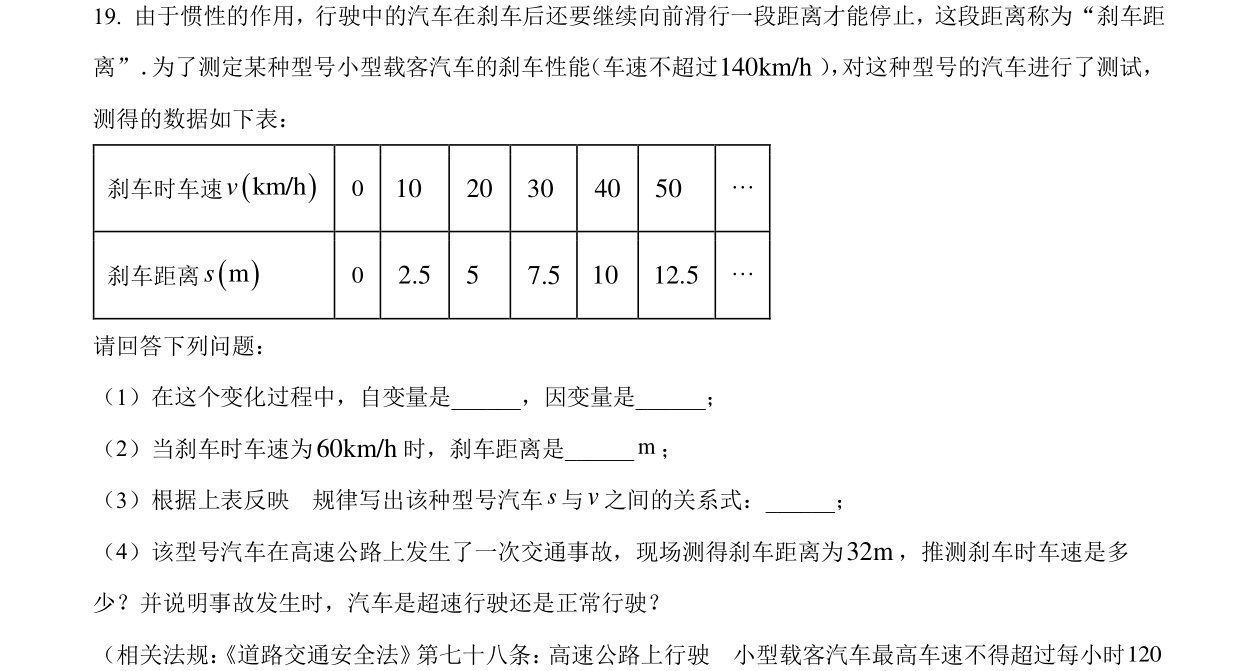 19. 由于惯性的作用，行驶中的汽车在刹车后还要继续向前滑行一段距离才能停止，这段距离称为“刹车距
离”．为了测定某种型号小型载客汽车的刹车性能（车速不超过140km/h），对这种型号的汽车进行了测试，
测得的数据如下表：
刹车时车速v(km/h) 0 10 20 30 40 50 …
刹车距离s(m) 0 2.5 5 7.5 10 12.5 …
请回答下列问题：
（1）在这个变化过程中，自变量是______，因变量是______；
（2）当刹车时车速为60km/h时，刹车距离是______m；
（3）根据上表反映 规律写出该种型号汽车s与v之间的关系式：______；
（4）该型号汽车在高速公路上发生了一次交通事故，现场测得刹车距离为32m，推测刹车时车速是多
少？并说明事故发生时，汽车是超速行驶还是正常行驶？
（相关法规：《道路交通安全法》第七十八条：高速公路上行驶 小型载客汽车最高车速不得超过每小时120